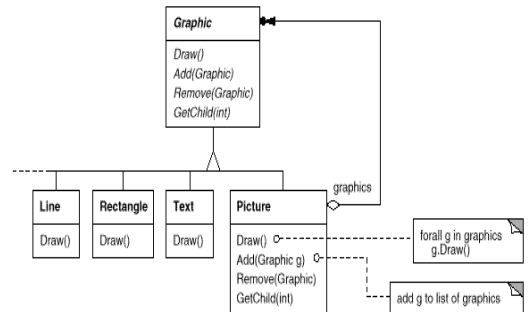 Graphic
Draw()
Add(Graphic)
Remove(Graphic)
GetChild(int)
graphics
Line
Draw()
Rectangle
Draw()
Text
Draw()
Picture
Draw()
Add(Graphic g)
Remove(Graphic)
GetChild(int)
forall g in graphics
g.Draw()
add g to list of graphics